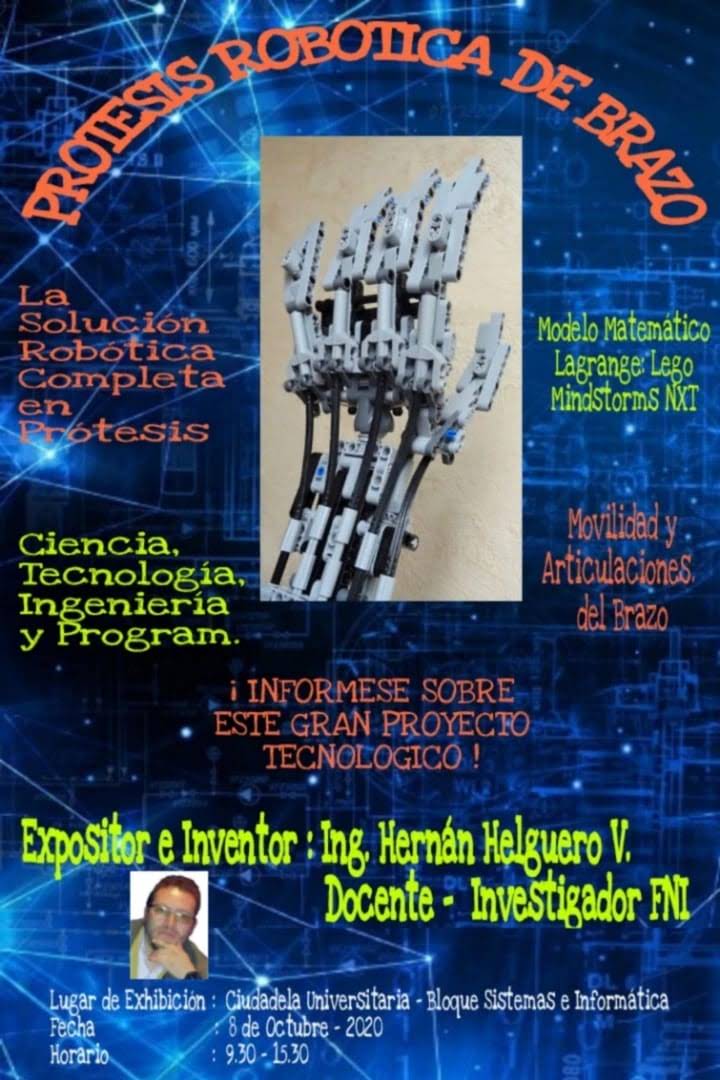 PROTESIS ROBOTICA DE BRAZO
La
Solución
Robótica
Completa
en
Prótesis
Modelo Matemático
Lagrange: Lego
Mindstorms NXT
Ciencia,
Tecnología,
Ingeniería
y Program.
Movilidad y
Articulaciones.
del Brazo
¡ INFORMESE SOBRE
ESTE GRAN PROYECTO
TECNOLOGICO !
Expositor e Inventor : Ing. Hernán Helguero V.
Docente - Investigador FNI
Lugar de Exhibición : Ciudadela Universitaria - Bloque Sistemas e Informática
Fecha : 8 de Octubre - 2020
Horario : 9.30 - 15.30